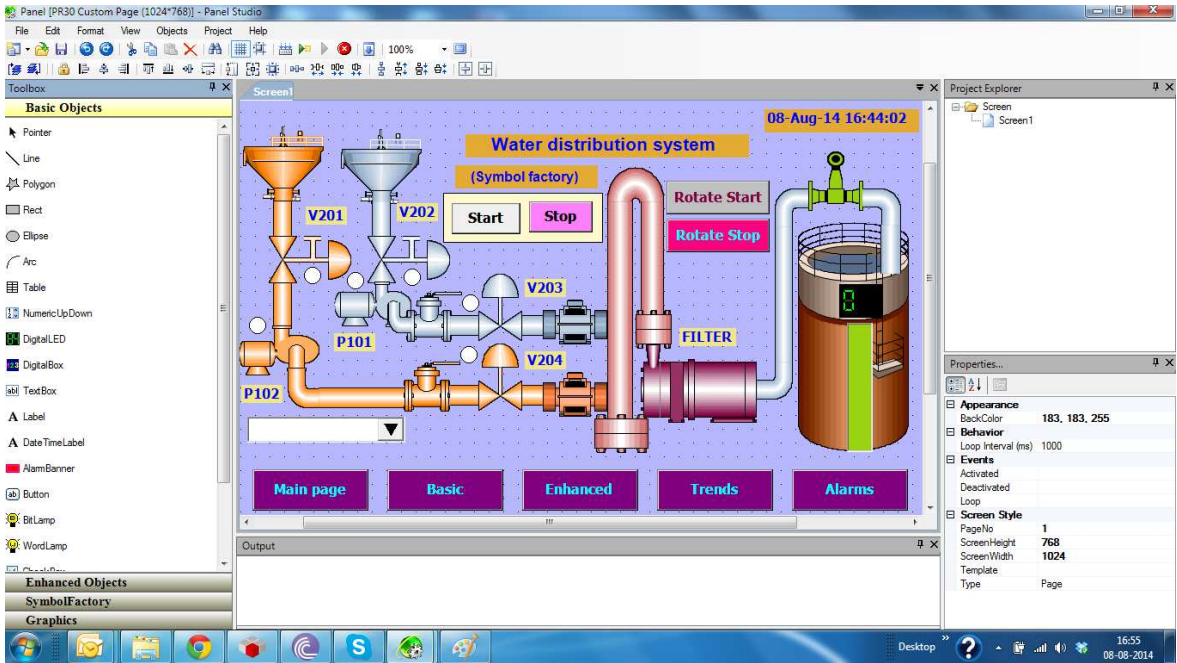 Panel [PR30 Custom Page (1024*768)] - Panel Studio
File Edit Format View Objects Project Help
100%
Toolbox
Basic Objects
Pointer
Line
Polygon
Rect
Ellipse
Arc
Table
NumericUpDown
DigitalLED
DigitalBox
TextBox
Label
DateTimeLabel
AlarmBanner
Button
BitLamp
WordLamp
Enhanced Objects
SymbolFactory
Graphics
Screen1
08-Aug-14 16:44:02
Water distribution system
(Symbol factory)
Start Stop
Rotate Start
Rotate Stop
V201
V202
V203
P101
FILTER
V204
P102
0
Main page Basic Enhanced Trends Alarms
Output
Project Explorer
Screen
Screen1
Properties...
Appearance
BackColor 183, 183, 255
Behavior
Loop Interval (ms) 1000
Events
Activated
Deactivated
Loop
Screen Style
PageNo 1
ScreenHeight 768
ScreenWidth 1024
Template
Type Page
Desktop
16:55
08-08-2014